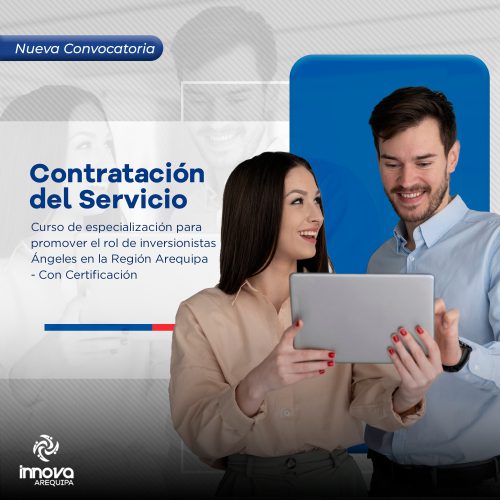 Nueva Convocatoria
Contratación
del Servicio
Curso de especialización para
promover el rol de inversionistas
Ángeles en la Región Arequipa
- Con Certificación
innova
AREQUIPA